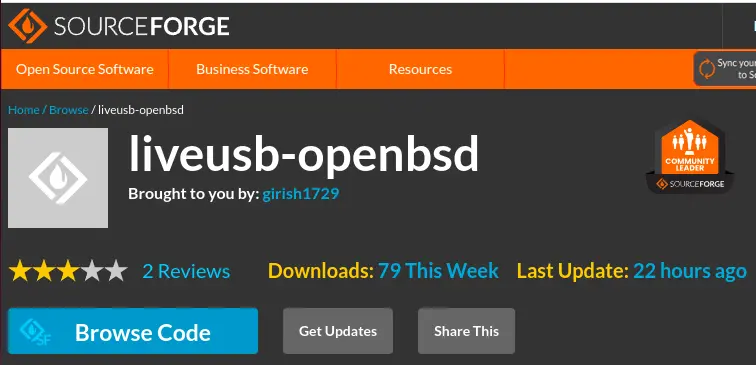 SOURCEFORGE
Open Source Software Business Software Resources
Sync your
to S
Home / Browse / liveusb-openbsd
liveusb-openbsd
Brought to you by: girish1729
COMMUNITY
LEADER
SOURCEFORGE
2 Reviews Downloads: 79 This Week Last Update: 22 hours ago
SF Browse Code Get Updates Share This